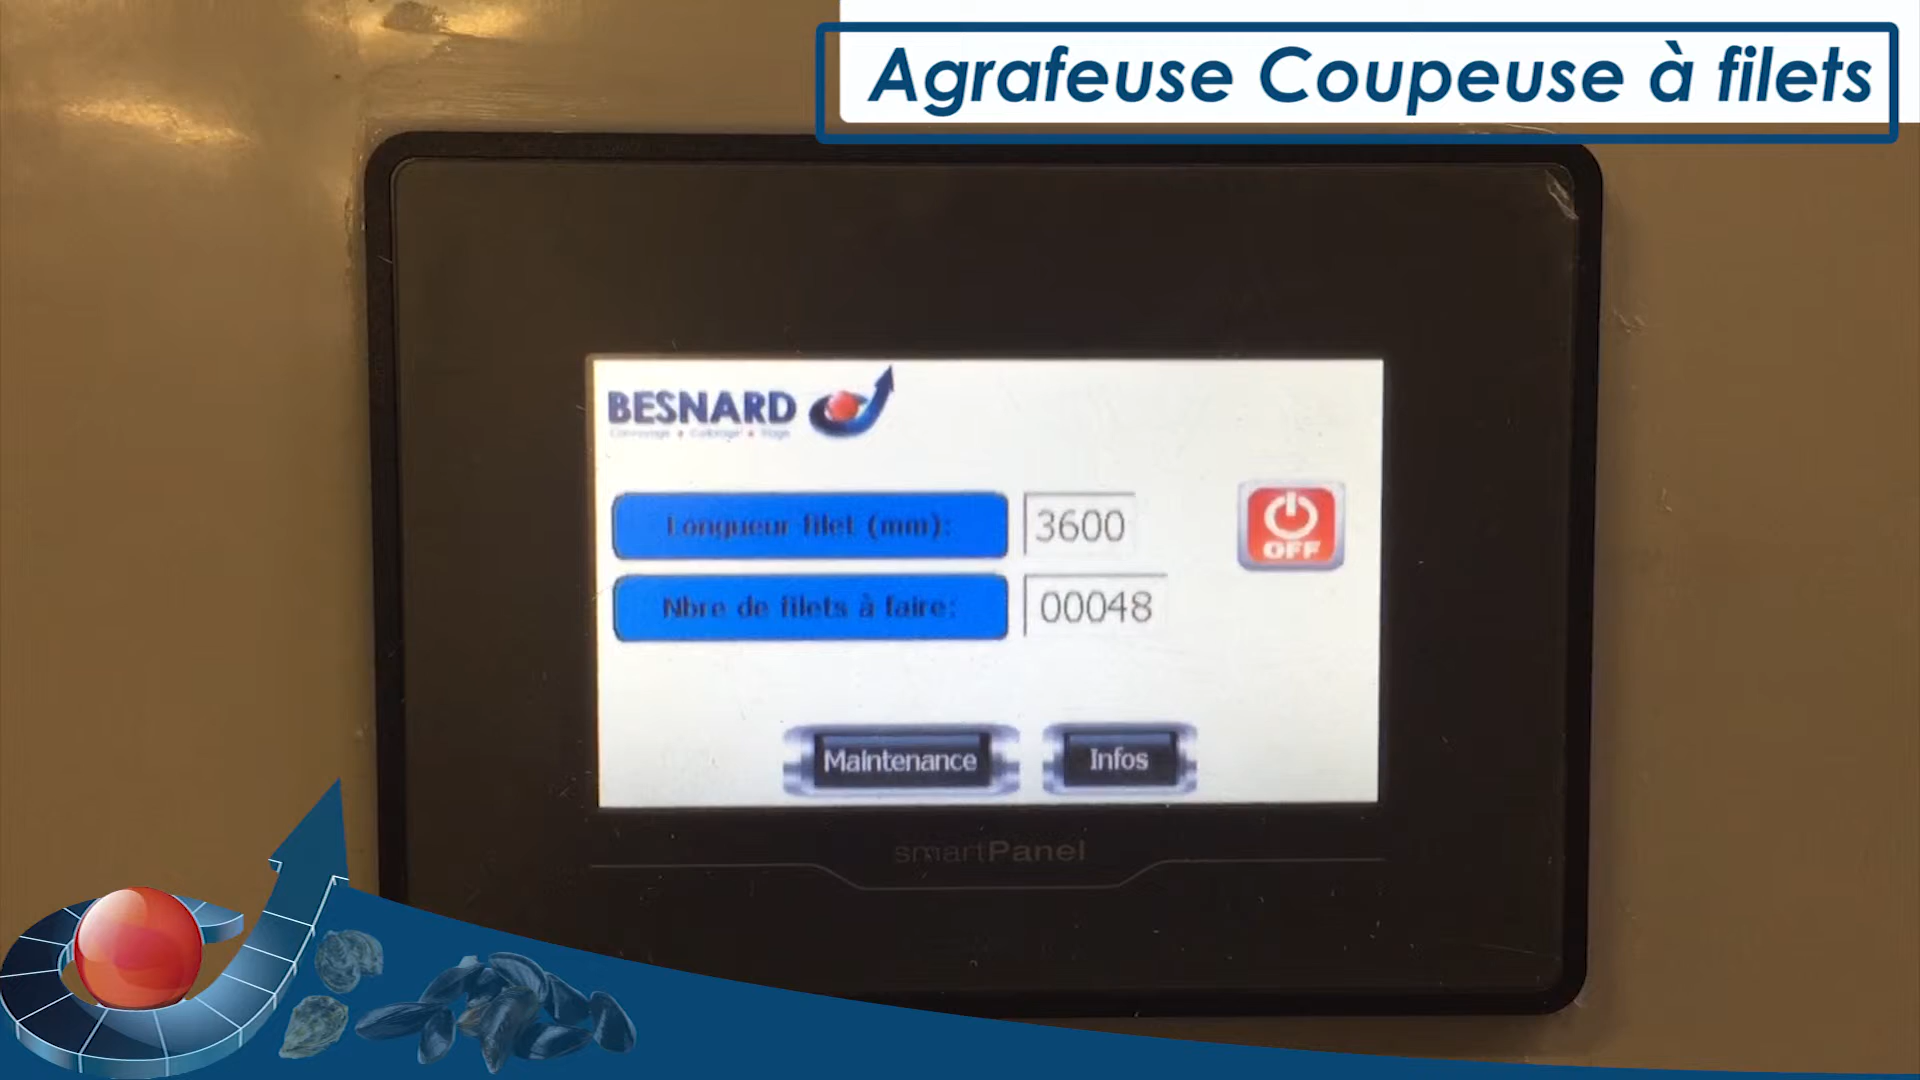 Agrafeuse Coupeuse à filets
BESNARD
Longueur filet (mm): 3600
OFF
Nbre de filets à faire: 00048
Maintenance Infos
smartPanel